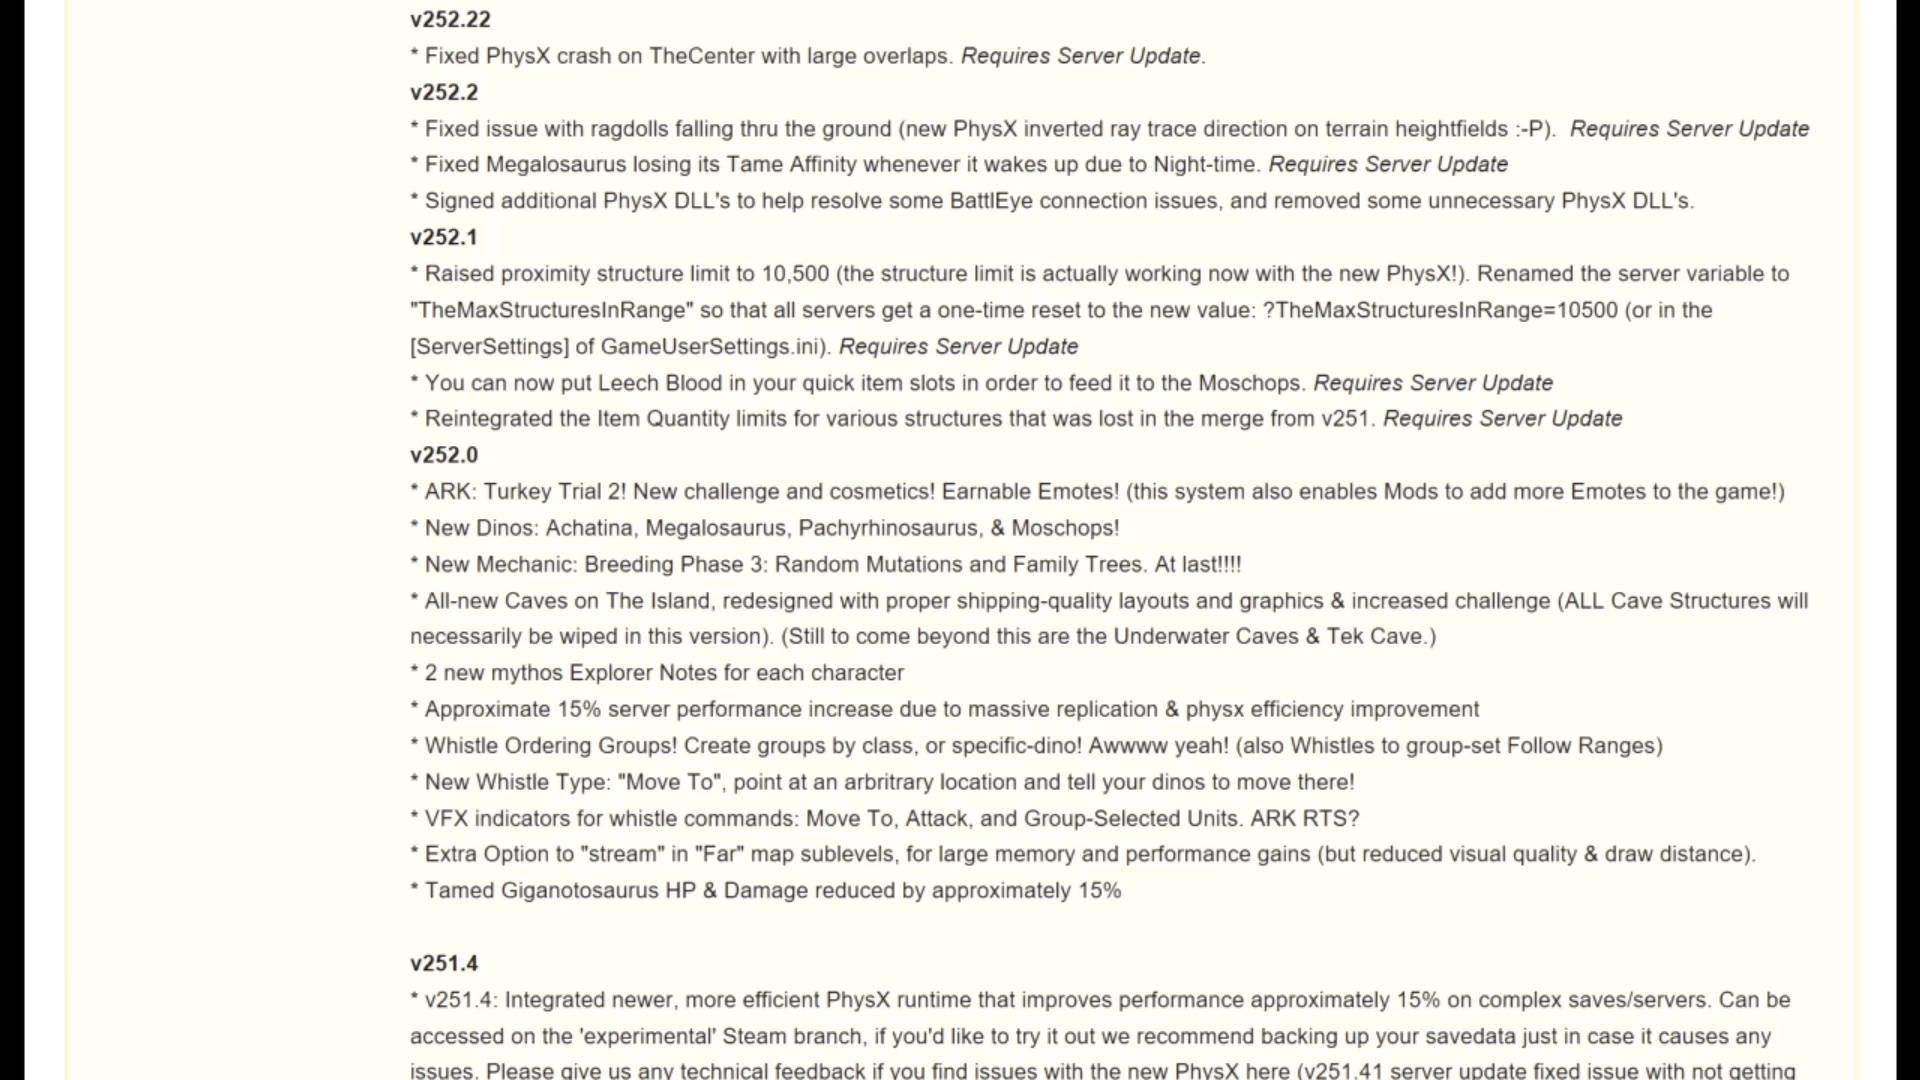 v252.22
* Fixed PhysX crash on TheCenter with large overlaps. Requires Server Update.
v252.2
* Fixed issue with ragdolls falling thru the ground (new PhysX inverted ray trace direction on terrain heightfields :-P).  Requires Server Update
* Fixed Megalosaurus losing its Tame Affinity whenever it wakes up due to Night-time. Requires Server Update
* Signed additional PhysX DLL's to help resolve some BattlEye connection issues, and removed some unnecessary PhysX DLL's.
v252.1
* Raised proximity structure limit to 10,500 (the structure limit is actually working now with the new PhysX!). Renamed the server variable to
"TheMaxStructuresInRange" so that all servers get a one-time reset to the new value: ?TheMaxStructuresInRange=10500 (or in the
[ServerSettings] of GameUserSettings.ini). Requires Server Update
* You can now put Leech Blood in your quick item slots in order to feed it to the Moschops. Requires Server Update
* Reintegrated the Item Quantity limits for various structures that was lost in the merge from v251. Requires Server Update
v252.0
* ARK: Turkey Trial 2! New challenge and cosmetics! Earnable Emotes! (this system also enables Mods to add more Emotes to the game!)
* New Dinos: Achatina, Megalosaurus, Pachyrhinosaurus, & Moschops!
* New Mechanic: Breeding Phase 3: Random Mutations and Family Trees. At last!!!!
* All-new Caves on The Island, redesigned with proper shipping-quality layouts and graphics & increased challenge (ALL Cave Structures will
necessarily be wiped in this version). (Still to come beyond this are the Underwater Caves & Tek Cave.)
* 2 new mythos Explorer Notes for each character
* Approximate 15% server performance increase due to massive replication & physx efficiency improvement
* Whistle Ordering Groups! Create groups by class, or specific-dino! Awwww yeah! (also Whistles to group-set Follow Ranges)
* New Whistle Type: "Move To", point at an arbritrary location and tell your dinos to move there!
* VFX indicators for whistle commands: Move To, Attack, and Group-Selected Units. ARK RTS?
* Extra Option to "stream" in "Far" map sublevels, for large memory and performance gains (but reduced visual quality & draw distance).
* Tamed Giganotosaurus HP & Damage reduced by approximately 15%
v251.4
* v251.4: Integrated newer, more efficient PhysX runtime that improves performance approximately 15% on complex saves/servers. Can be
accessed on the 'experimental' Steam branch, if you'd like to try it out we recommend backing up your savedata just in case it causes any
issues. Please give us any technical feedback if you find issues with the new PhysX here (v251.41 server update fixed issue with not getting